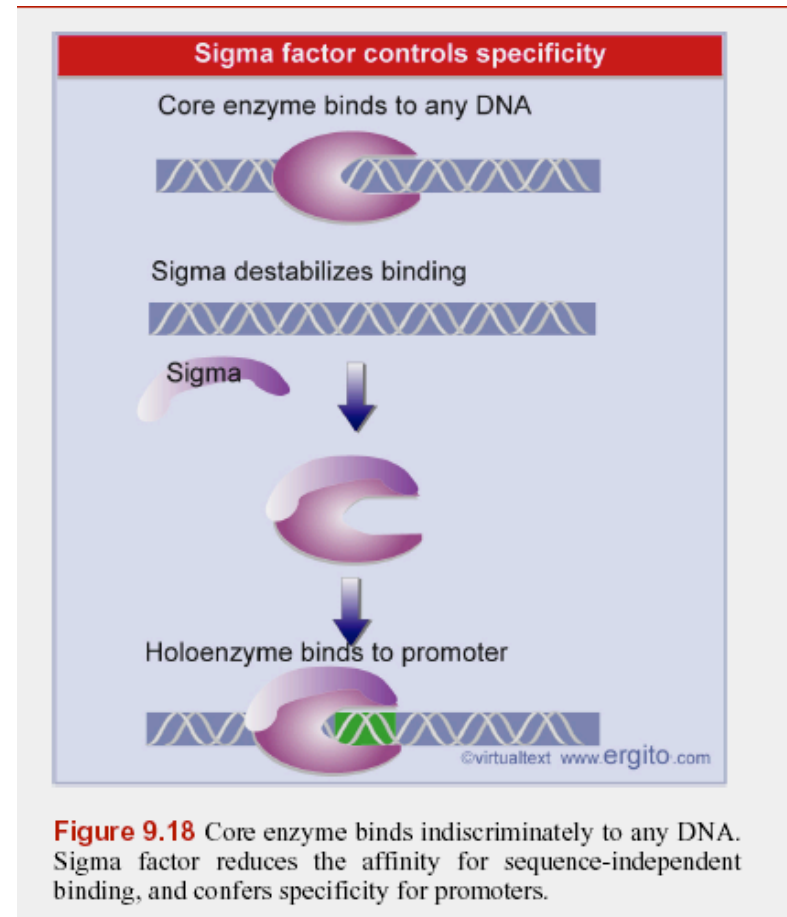 Sigma factor controls specificity
Core enzyme binds to any DNA
Sigma destabilizes binding
Sigma
Holoenzyme binds to promoter
©virtualtext www.ergito.com
Figure 9.18 Core enzyme binds indiscriminately to any DNA.
Sigma factor reduces the affinity for sequence-independent
binding, and confers specificity for promoters.